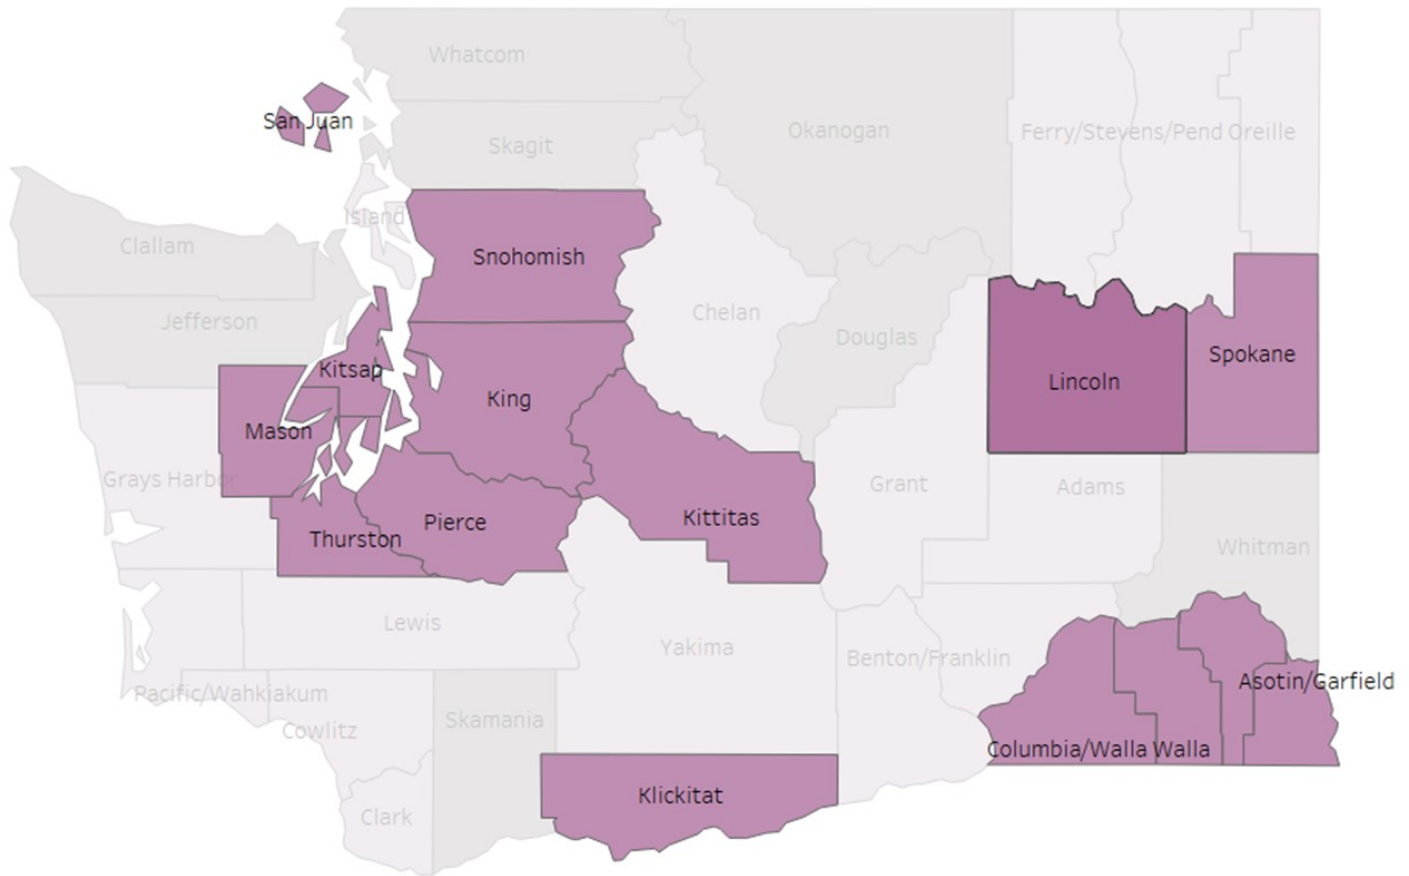 Whatcom
San Juan
Skagit
Okanogan
Ferry/Stevens/Pend Oreille
Island
Clallam
Snohomish
Jefferson
Chelan
Douglas
Kitsap
Spokane
Lincoln
King
Mason
Grays Harbor
Grant
Adams
Thurston
Pierce
Kittitas
Whitman
Lewis
Yakima
Benton/Franklin
Asotin/Garfield
Pacific/Wahkiakum
Skamania
Cowlitz
Columbia/Walla Walla
Klickitat
Clark